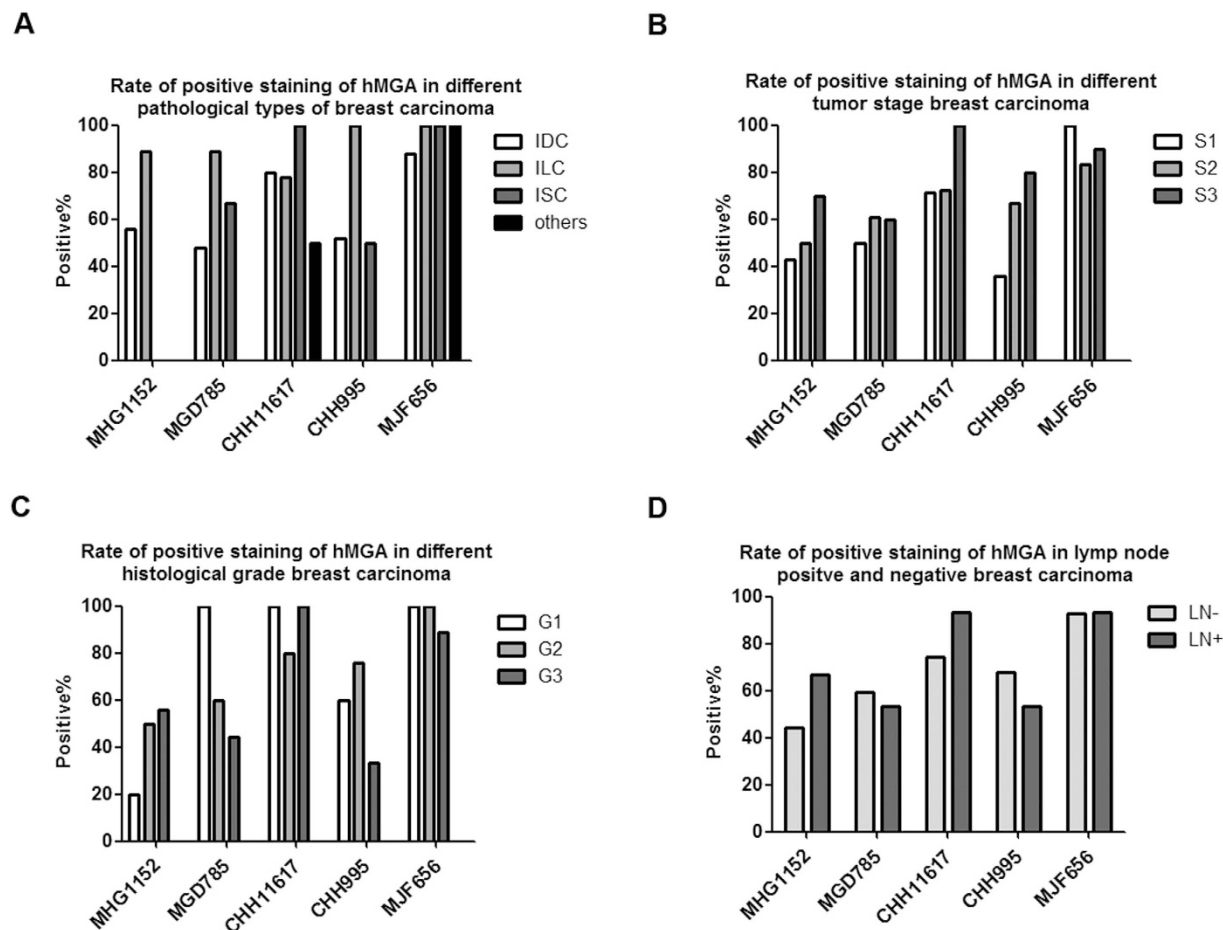 A
Rate of positive staining of hMGA in different
pathological types of breast carcinoma
Positive%
100
80
60
40
20
0
IDC
ILC
ISC
others
MHG1152
MGD785
CHH11617
CHH995
MJF656
B
Rate of positive staining of hMGA in different
tumor stage breast carcinoma
Positive%
100
80
60
40
20
0
S1
S2
S3
MHG1152
MGD785
CHH11617
CHH995
MJF656
C
Rate of positive staining of hMGA in different
histological grade breast carcinoma
Positive%
100
80
60
40
20
0
G1
G2
G3
MHG1152
MGD785
CHH11617
CHH995
MJF656
D
Rate of positive staining of hMGA in lymp node
positve and negative breast carcinoma
Positive%
100
80
60
40
20
0
LN-
LN+
MHG1152
MGD785
CHH11617
CHH995
MJF656